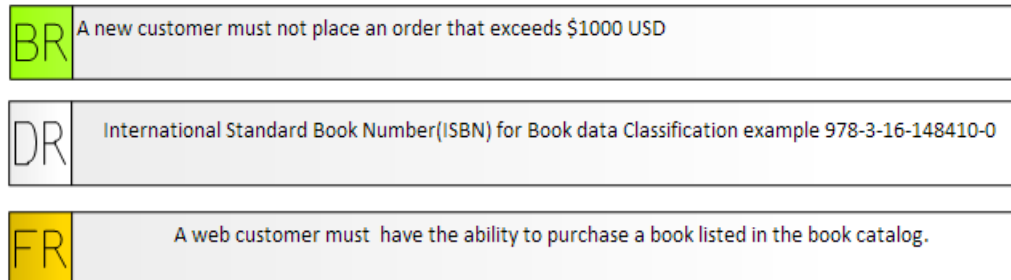 BR A new customer must not place an order that exceeds $1000 USD
DR International Standard Book Number(ISBN) for Book data Classification example 978-3-16-148410-0
FR A web customer must have the ability to purchase a book listed in the book catalog.